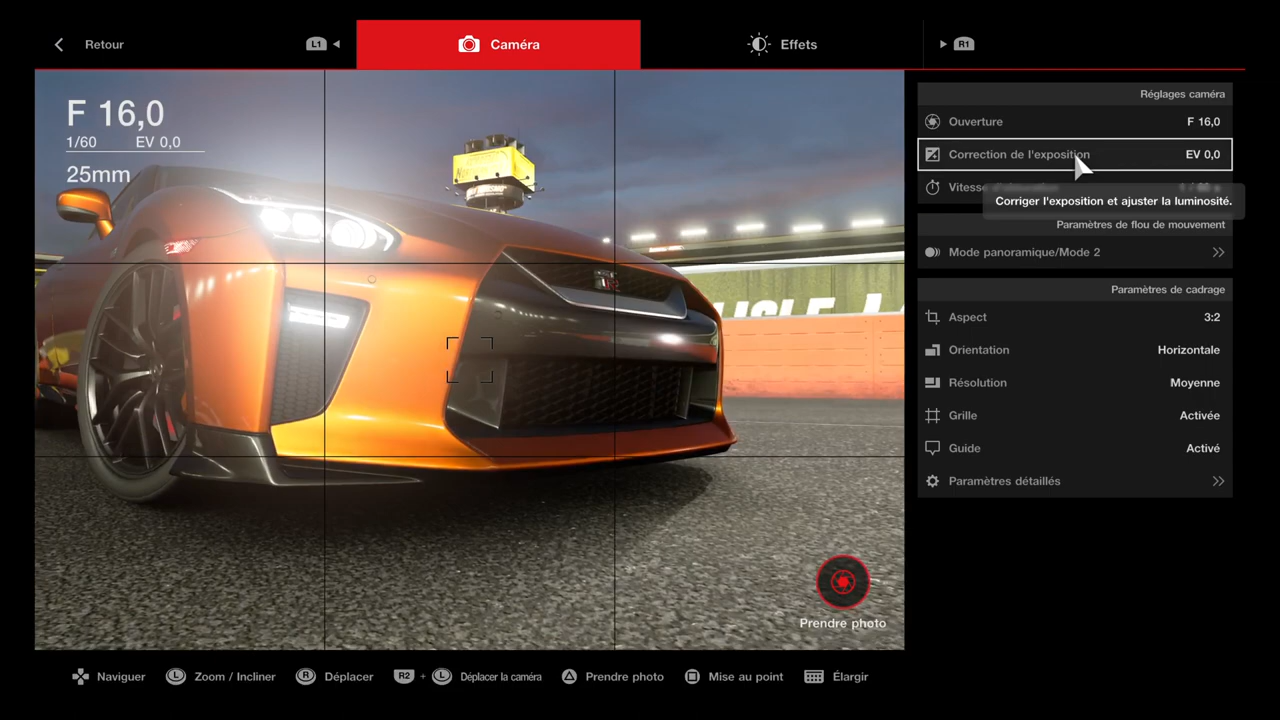 Retour
L1
Caméra
Effets
R1
F 16,0
1/60 EV 0,0
25mm
Réglages caméra
Ouverture F 16,0
Correction de l'exposition EV 0,0
Vitesse
Corriger l'exposition et ajuster la luminosité.
Paramètres de flou de mouvement
Mode panoramique/Mode 2
Paramètres de cadrage
Aspect 3:2
Orientation Horizontale
Résolution Moyenne
Grille Activée
Guide Activé
Paramètres détaillés
Prendre photo
Naviguer
L Zoom / Incliner
R Déplacer
R2 + L Déplacer la caméra
Prendre photo
Mise au point
Élargir